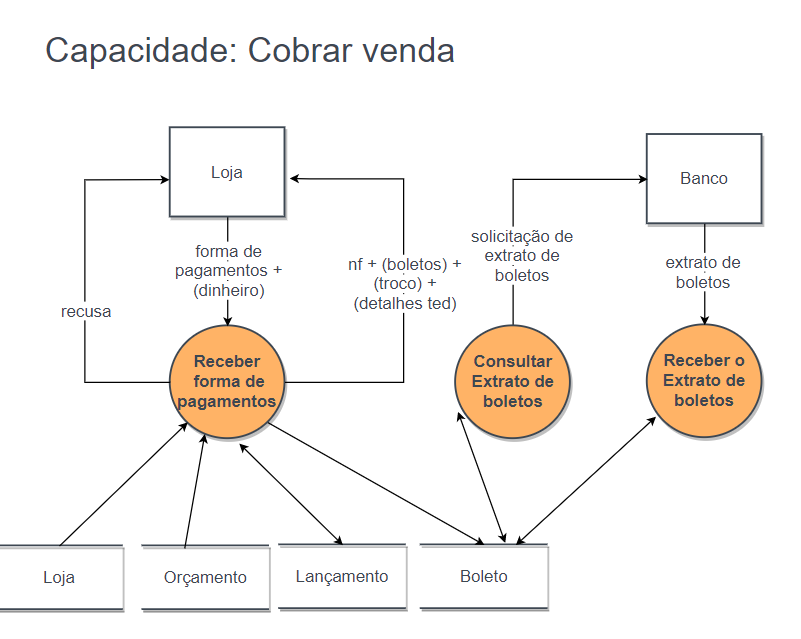 Capacidade: Cobrar venda
Loja
Banco
forma de
pagamentos +
(dinheiro)
nf + (boletos) +
(troco) +
(detalhes ted)
solicitação de
extrato de
boletos
extrato de
boletos
recusa
Receber
forma de
pagamentos
Consultar
Extrato de
boletos
Receber o
Extrato de
boletos
Loja
Orçamento
Lançamento
Boleto